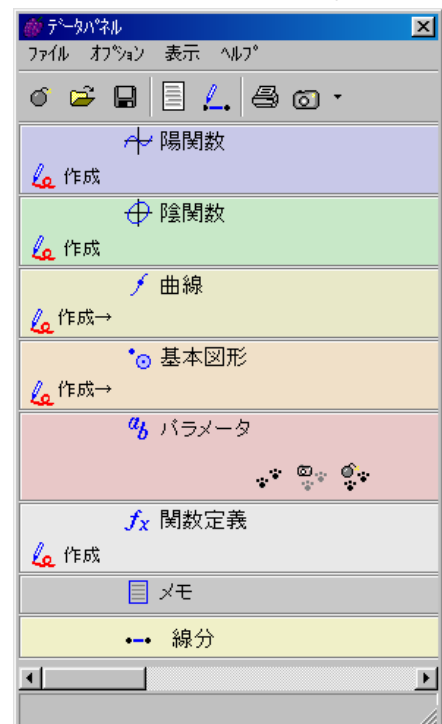 ﾃﾞｰﾀﾊﾟﾈﾙ
ﾌｧｲﾙ ｵﾌﾟｼｮﾝ 表示 ﾍﾙﾌﾟ
陽関数
作成
陰関数
作成
曲線
作成→
基本図形
作成→
ab パラメータ
fx 関数定義
作成
メモ
線分